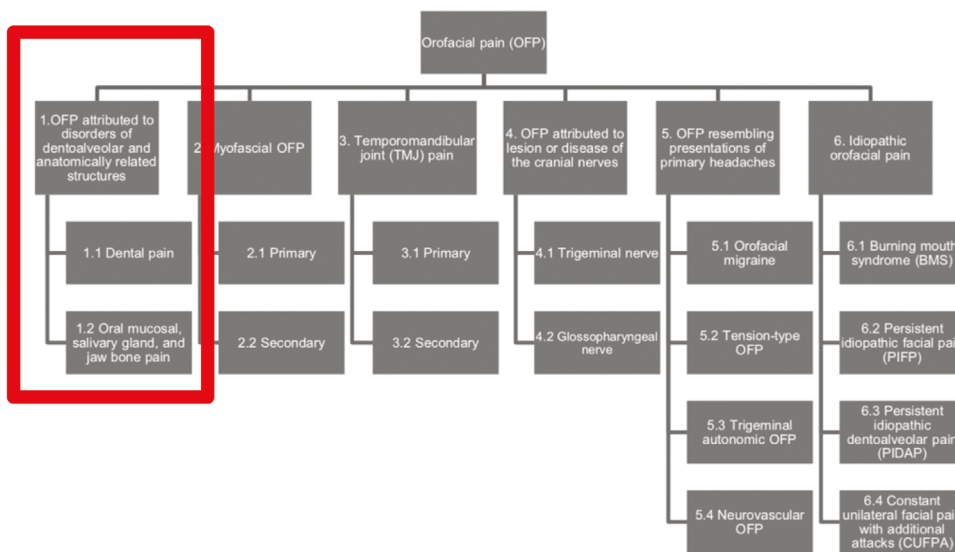 Orofacial pain (OFP)
1.OFP attributed to
disorders of
dentoalveolar and
anatomically related
structures
1.1 Dental pain
1.2 Oral mucosal,
salivary gland, and
jaw bone pain
2. Myofascial OFP
2.1 Primary
2.2 Secondary
3. Temporomandibular
joint (TMJ) pain
3.1 Primary
3.2 Secondary
4. OFP attributed to
lesion or disease of
the cranial nerves
4.1 Trigeminal nerve
4.2 Glossopharyngeal
nerve
5. OFP resembling
presentations of
primary headaches
5.1 Orofacial
migraine
5.2 Tension-type
OFP
5.3 Trigeminal
autonomic OFP
5.4 Neurovascular
OFP
6. Idiopathic
orofacial pain
6.1 Burning mouth
syndrome (BMS)
6.2 Persistent
idiopathic facial pain
(PIFP)
6.3 Persistent
idiopathic
dentoalveolar pain
(PIDAP)
6.4 Constant
unilateral facial pain
with additional
attacks (CUFPA)